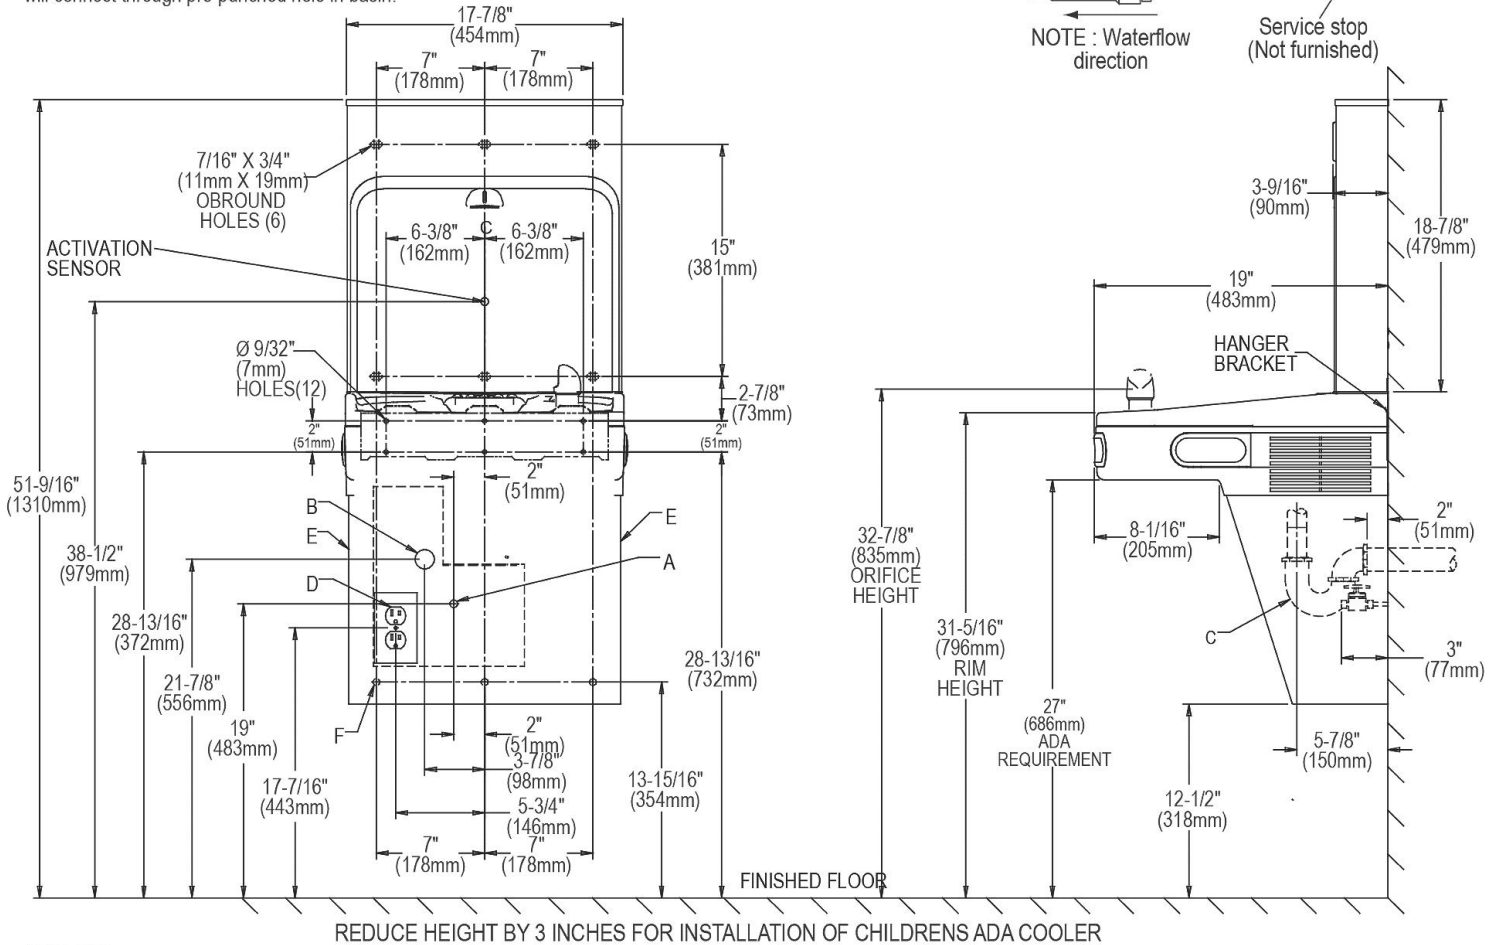 will connect through pre-punched hole in basin.
17-7/8"
(454mm)
7"
(178mm)
7"
(178mm)
7/16" X 3/4"
(11mm X 19mm)
OBROUND
HOLES (6)
ACTIVATION
SENSOR
C
6-3/8"
(162mm)
6-3/8"
(162mm)
15"
(381mm)
Ø 9/32"
(7mm)
HOLES(12)
2-7/8"
(73mm)
2"
(51mm)
2"
(51mm)
2"
(51mm)
51-9/16"
(1310mm)
38-1/2"
(979mm)
28-13/16"
(372mm)
21-7/8"
(556mm)
19"
(483mm)
17-7/16"
(443mm)
B
E
D
F
E
A
28-13/16"
(732mm)
2"
(51mm)
3-7/8"
(98mm)
5-3/4"
(146mm)
7"
(178mm)
7"
(178mm)
13-15/16"
(354mm)
NOTE : Waterflow
direction
Service stop
(Not furnished)
3-9/16"
(90mm)
18-7/8"
(479mm)
19"
(483mm)
HANGER
BRACKET
32-7/8"
(835mm)
ORIFICE
HEIGHT
8-1/16"
(205mm)
2"
(51mm)
31-5/16"
(796mm)
RIM
HEIGHT
C
3"
(77mm)
27"
(686mm)
ADA
REQUIREMENT
5-7/8"
(150mm)
12-1/2"
(318mm)
FINISHED FLOOR
REDUCE HEIGHT BY 3 INCHES FOR INSTALLATION OF CHILDRENS ADA COOLER